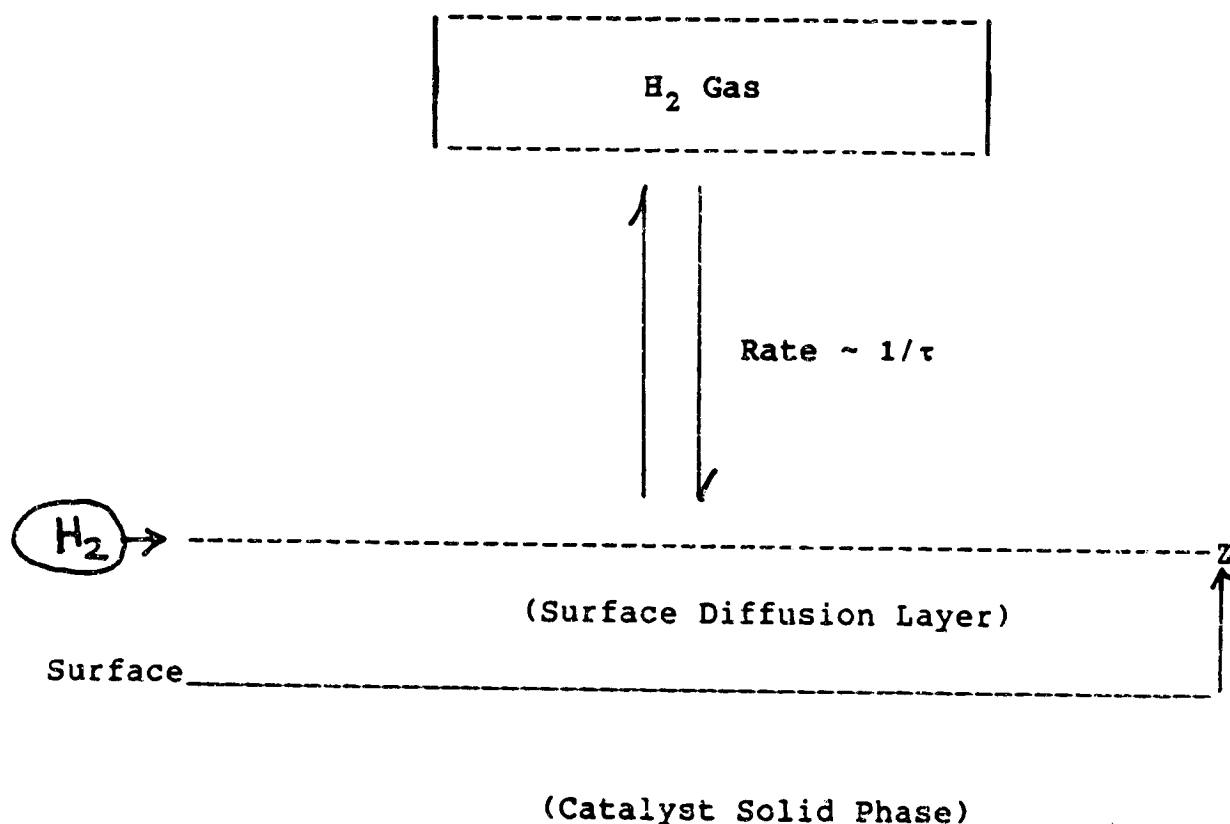 H₂ Gas
Rate ~ 1/τ
H₂
Z
(Surface Diffusion Layer)
Surface
(Catalyst Solid Phase)